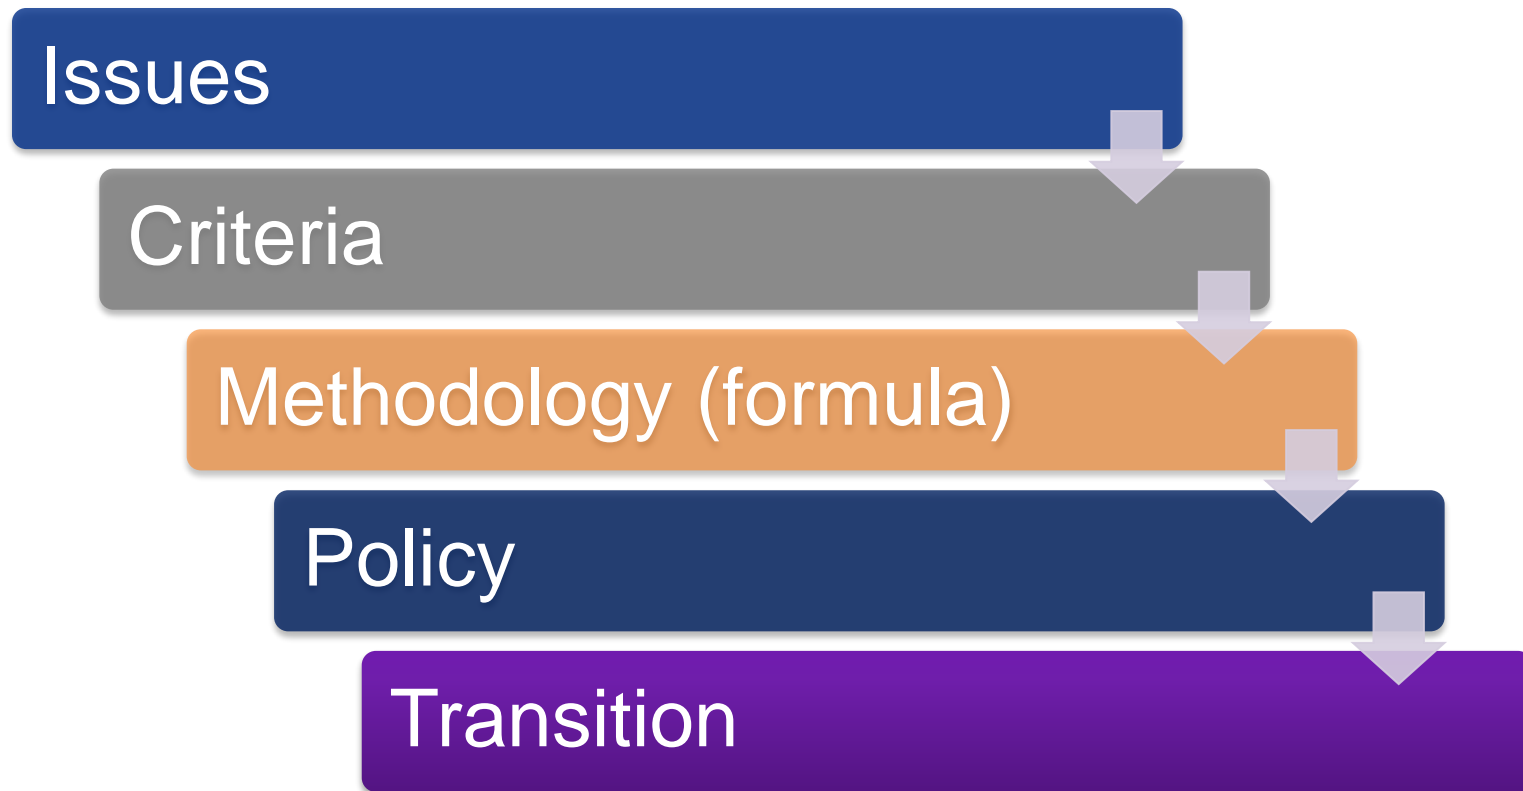 Issues
Criteria
Methodology (formula)
Policy
Transition